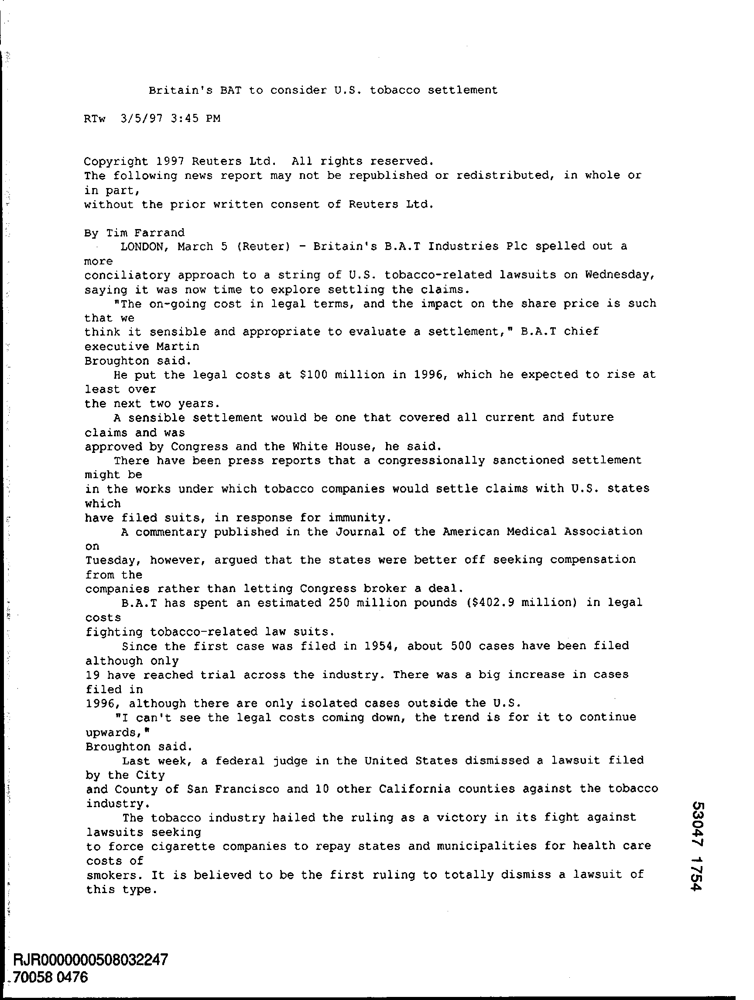 Britain's BAT to consider U.S. tobacco settlement
RTw 3/5/97 3:45 PM
Copyright 1997 Reuters Ltd. All rights reserved.
The following news report may not be republished or redistributed, in whole or
in part,
without the prior written consent of Reuters Ltd.
By Tim Farrand
LONDON, March 5 (Reuter) - Britain's B.A.T Industries Plc spelled out a
more
conciliatory approach to a string of U.S. tobacco-related lawsuits on Wednesday,
saying it was now time to explore settling the claims.
"The on-going cost in legal terms, and the impact on the share price is such
that we
think it sensible and appropriate to evaluate a settlement," B.A.T chief
executive Martin
Broughton said.
He put the legal costs at $100 million in 1996, which he expected to rise at
least over
the next two years.
A sensible settlement would be one that covered all current and future
claims and was
approved by Congress and the White House, he said.
There have been press reports that a congressionally sanctioned settlement
might be
in the works under which tobacco companies would settle claims with U.S. states
which
have filed suits, in response for immunity.
A commentary published in the Journal of the American Medical Association
on
Tuesday, however, argued that the states were better off seeking compensation
from the
companies rather than letting Congress broker a deal.
B.A.T has spent an estimated 250 million pounds ($402.9 million) in legal
costs
fighting tobacco-related law suits.
Since the first case was filed in 1954, about 500 cases have been filed
although only
19 have reached trial across the industry. There was a big increase in cases
filed in
1996, although there are only isolated cases outside the U.S.
"I can't see the legal costs coming down, the trend is for it to continue
upwards,"
Broughton said.
Last week, a federal judge in the United States dismissed a lawsuit filed
by the City
and County of San Francisco and 10 other California counties against the tobacco
industry.
The tobacco industry hailed the ruling as a victory in its fight against
lawsuits seeking
to force cigarette companies to repay states and municipalities for health care
costs of
smokers. It is believed to be the first ruling to totally dismiss a lawsuit of
this type.
53047 1754
RJR0000000508032247
70058 0476